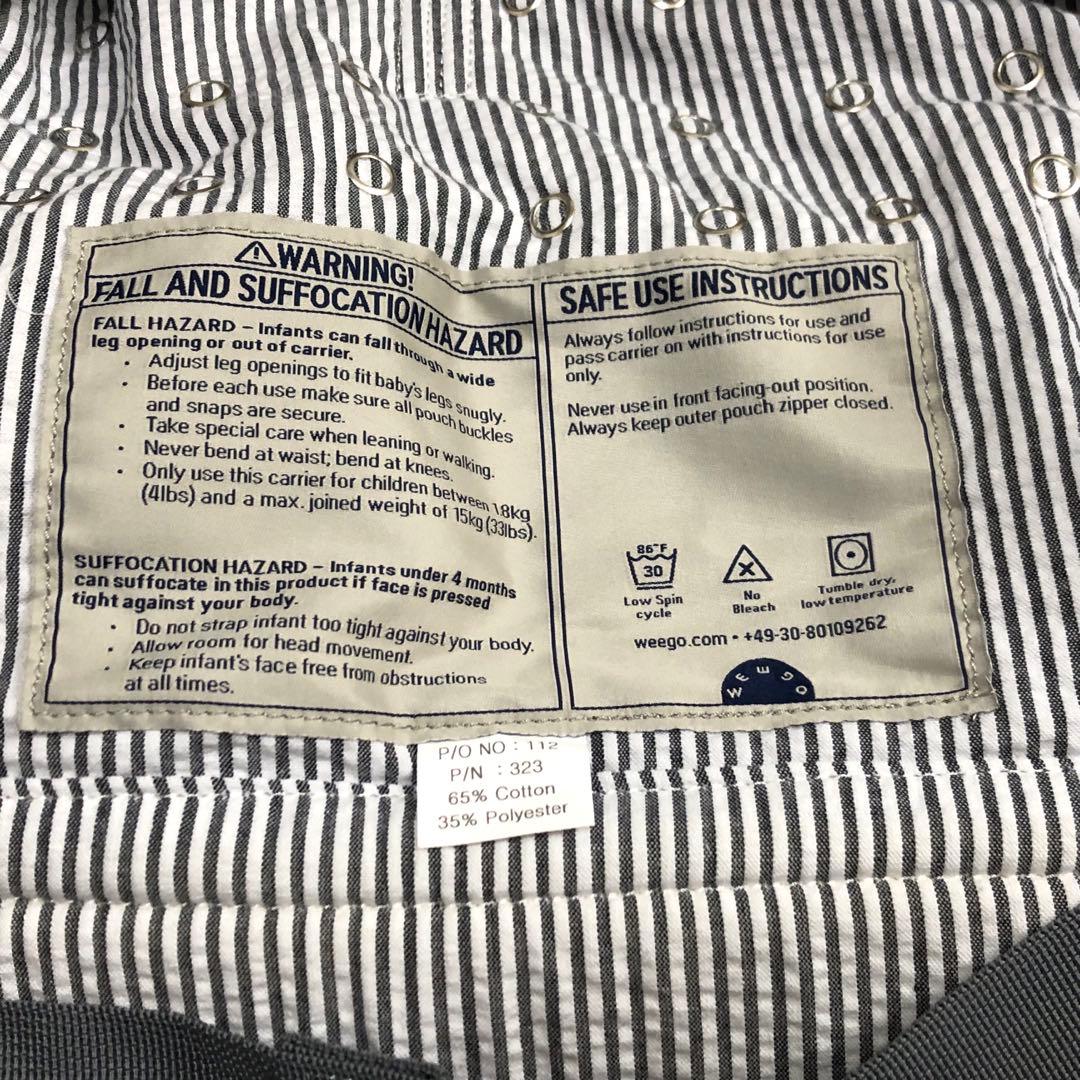 WARNING!
FALL AND SUFFOCATION HAZARD
FALL HAZARD – Infants can fall through a wide
leg opening or out of carrier.
• Adjust leg openings to fit baby's legs snugly.
• Before each use make sure all pouch buckles
and snaps are secure.
• Take special care when leaning or walking.
• Never bend at waist; bend at knees.
• Only use this carrier for children between 1.8kg
(4lbs) and a max. joined weight of 15kg (33lbs).
SUFFOCATION HAZARD – Infants under 4 months
can suffocate in this product if face is pressed
tight against your body.
• Do not strap infant too tight against your body.
• Allow room for head movement.
• Keep infant's face free from obstructions
at all times.
SAFE USE INSTRUCTIONS
Always follow instructions for use and
pass carrier on with instructions for use
only.
Never use in front facing-out position.
Always keep outer pouch zipper closed.
86°F
30
Low Spin
cycle
No
Bleach
Tumble dry,
low temperature
weego.com • +49-30-80109262
WEEGO
P/O NO : 112
P/N : 323
65% Cotton
35% Polyester